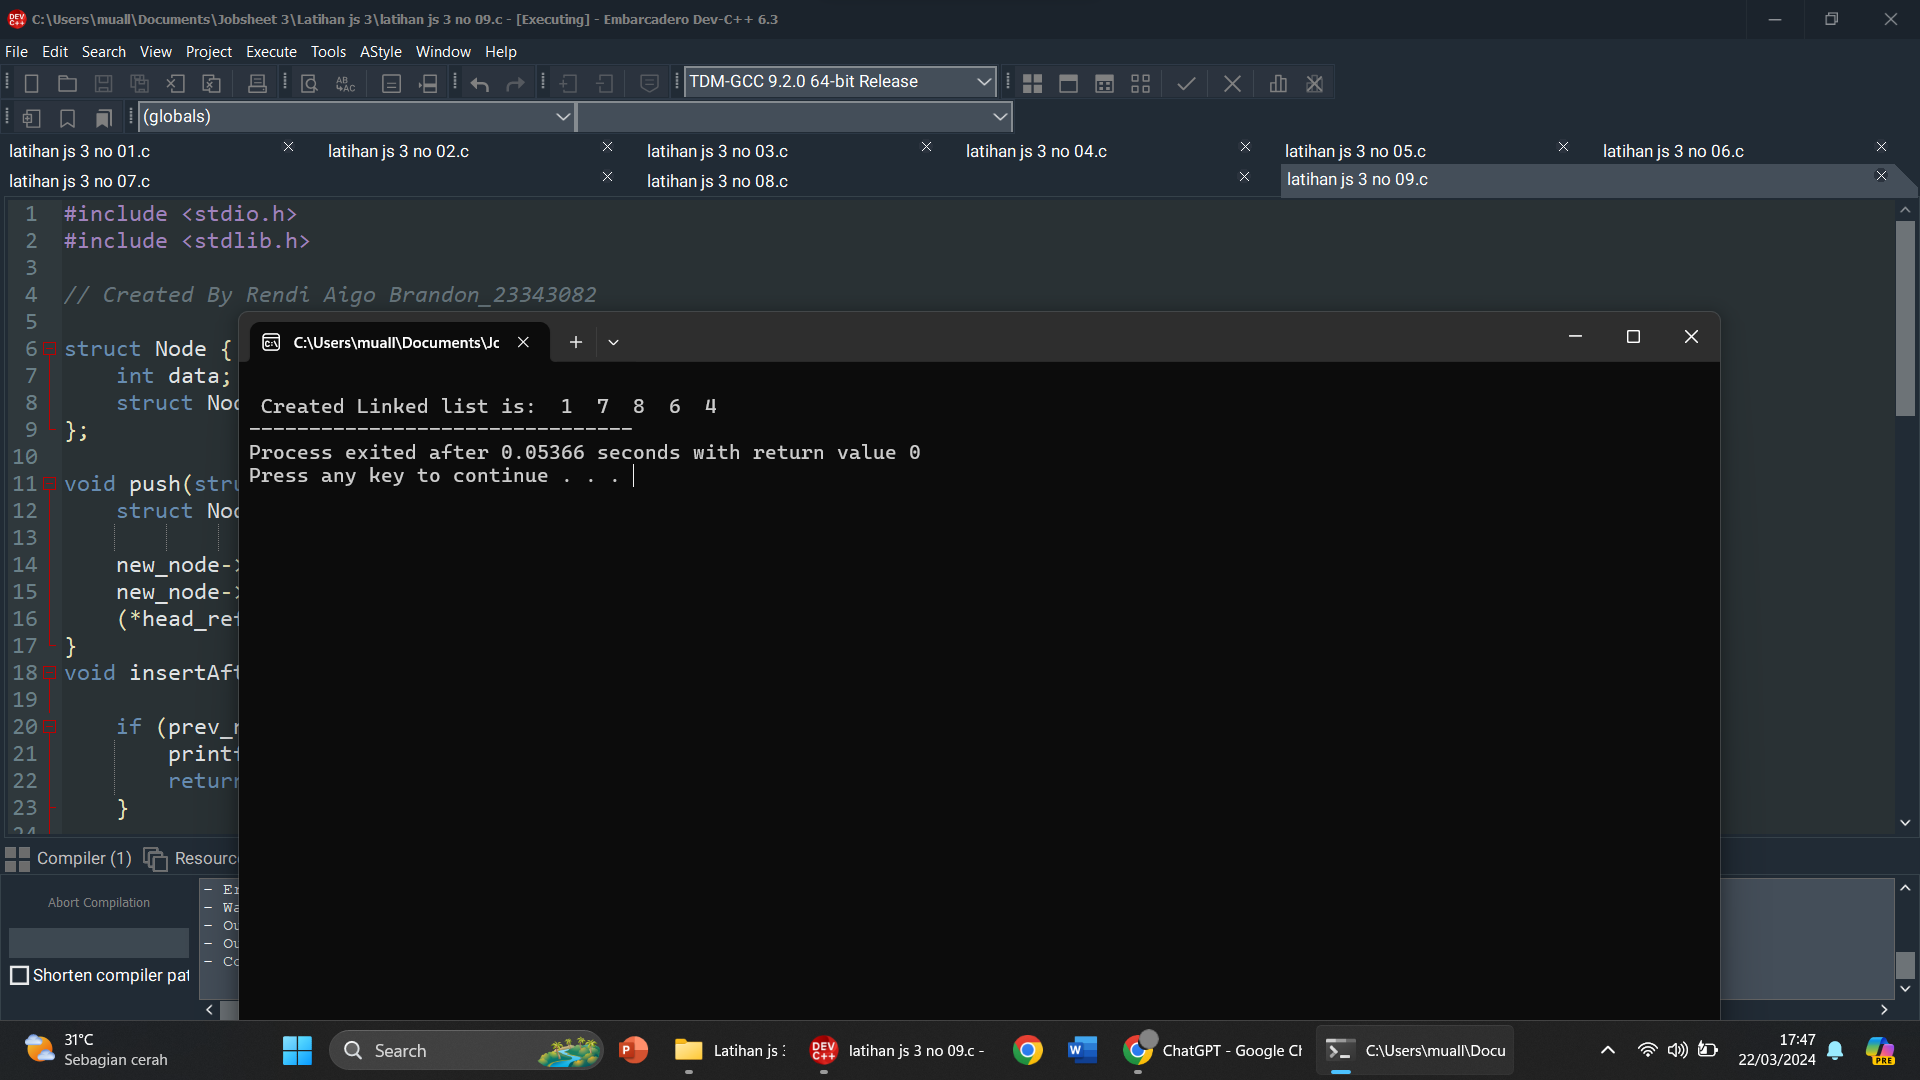 C:\Users\muall\Documents\Jobsheet 3\Latihan js 3\latihan js 3 no 09.c - [Executing] - Embarcadero Dev-C++ 6.3
File Edit Search View Project Execute Tools AStyle Window Help
TDM-GCC 9.2.0 64-bit Release
(globals)
latihan js 3 no 01.c latihan js 3 no 02.c latihan js 3 no 03.c latihan js 3 no 04.c latihan js 3 no 05.c latihan js 3 no 06.c
latihan js 3 no 07.c latihan js 3 no 08.c latihan js 3 no 09.c
1 #include <stdio.h>
2 #include <stdlib.h>
3
4 // Created By Rendi Aigo Brandon_23343082
5
6 struct Node {
7 int data;
8 struct Nod
9 };
10
11 void push(stru
12 struct Nod
13
14 new_node->
15 new_node->
16 (*head_ref
17 }
18 void insertAft
19
20 if (prev_n
21 printf
22 return
23 }
24
C:\Users\muall\Documents\Jc
Created Linked list is: 1 7 8 6 4
--------------------------------
Process exited after 0.05366 seconds with return value 0
Press any key to continue . . .
Compiler (1) Resourc
Abort Compilation
Shorten compiler pat
- Er
- Wa
- Ou
- Ou
- Co
31°C
Sebagian cerah
Search
Latihan js 3
latihan js 3 no 09.c -
ChatGPT - Google Ch
C:\Users\muall\Docu
17:47
22/03/2024